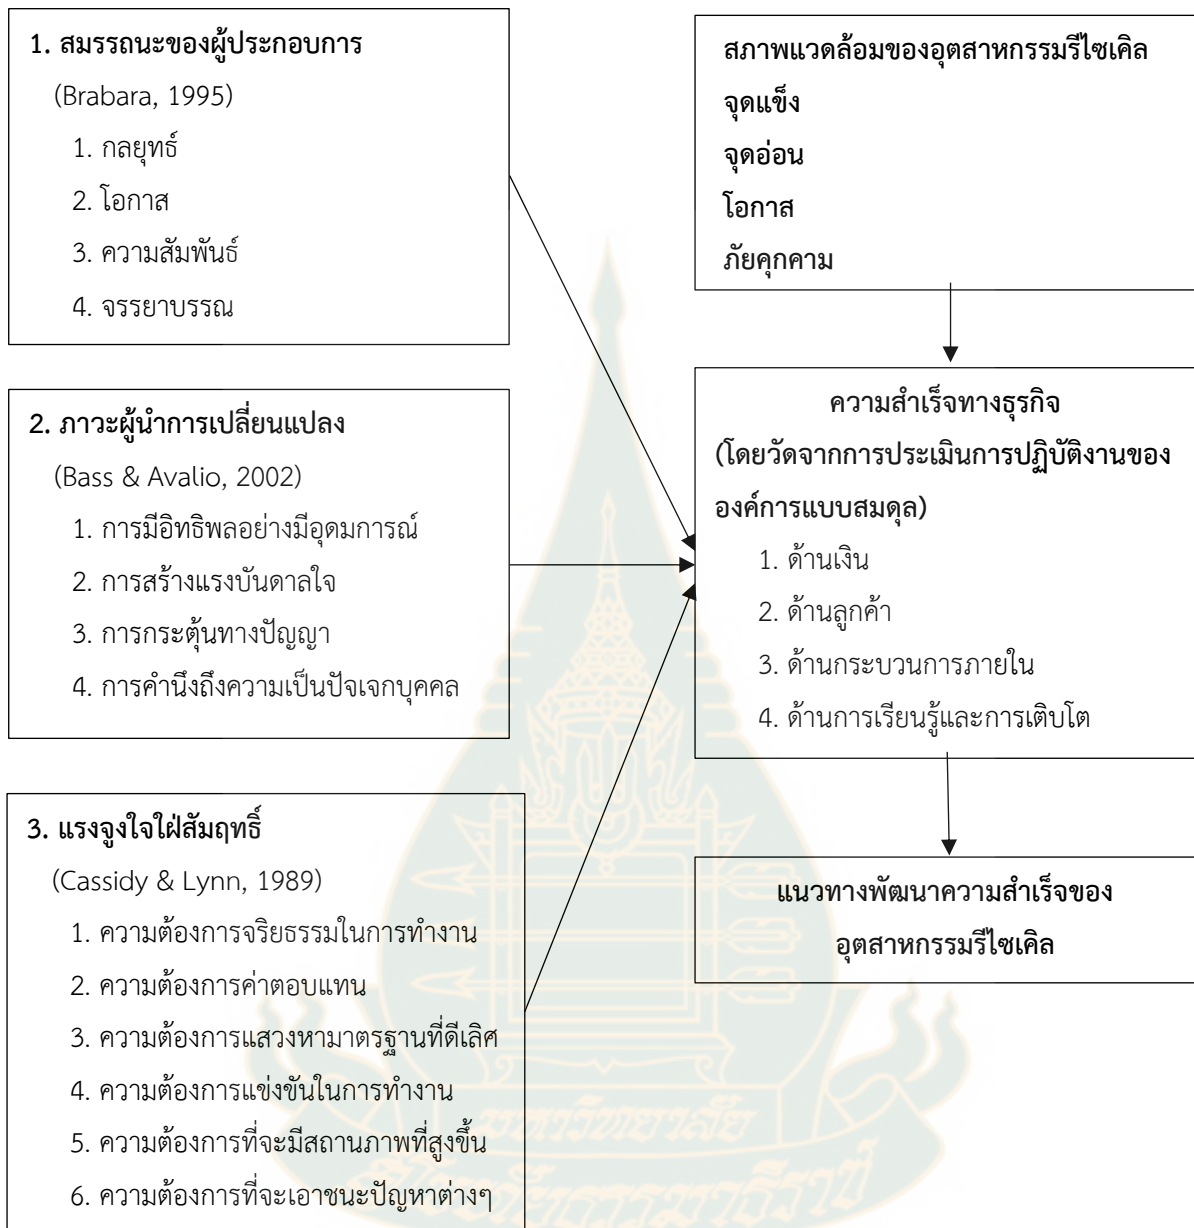 1. สมรรถนะของผู้ประกอบการ
(Brabara, 1995)
1. กลยุทธ์
2. โอกาส
3. ความสัมพันธ์
4. จรรยาบรรณ
2. ภาวะผู้นำการเปลี่ยนแปลง
(Bass & Avalio, 2002)
1. การมีอิทธิพลอย่างมีอุดมการณ์
2. การสร้างแรงบันดาลใจ
3. การกระตุ้นทางปัญญา
4. การคำนึงถึงความเป็นปัจเจกบุคคล
3. แรงจูงใจใฝ่สัมฤทธิ์
(Cassidy & Lynn, 1989)
1. ความต้องการจริยธรรมในการทำงาน
2. ความต้องการค่าตอบแทน
3. ความต้องการแสวงหามาตรฐานที่ดีเลิศ
4. ความต้องการแข่งขันในการทำงาน
5. ความต้องการที่จะมีสถานภาพที่สูงขึ้น
6. ความต้องการที่จะเอาชนะปัญหาต่างๆ
สภาพแวดล้อมของอุตสาหกรรมรีไซเคิล
จุดแข็ง
จุดอ่อน
โอกาส
ภัยคุกคาม
ความสำเร็จทางธุรกิจ
(โดยวัดจากการประเมินการปฏิบัติงานของ
องค์การแบบสมดุล)
1. ด้านเงิน
2. ด้านลูกค้า
3. ด้านกระบวนการภายใน
4. ด้านการเรียนรู้และการเติบโต
แนวทางพัฒนาความสำเร็จของ
อุตสาหกรรมรีไซเคิล
มหาวิทยาลัย
สุโขทัยธรรมาธิราช